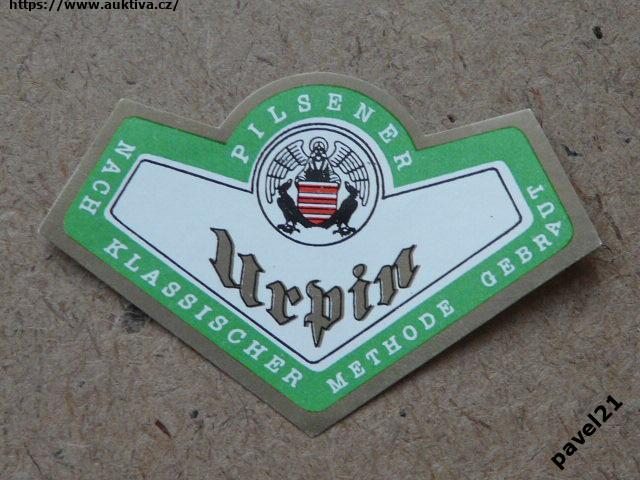 https://www.auktiva.cz/
PILSENER
Urpin
NACH KLASSISCHER METHODE GEBRAUT
pavel21